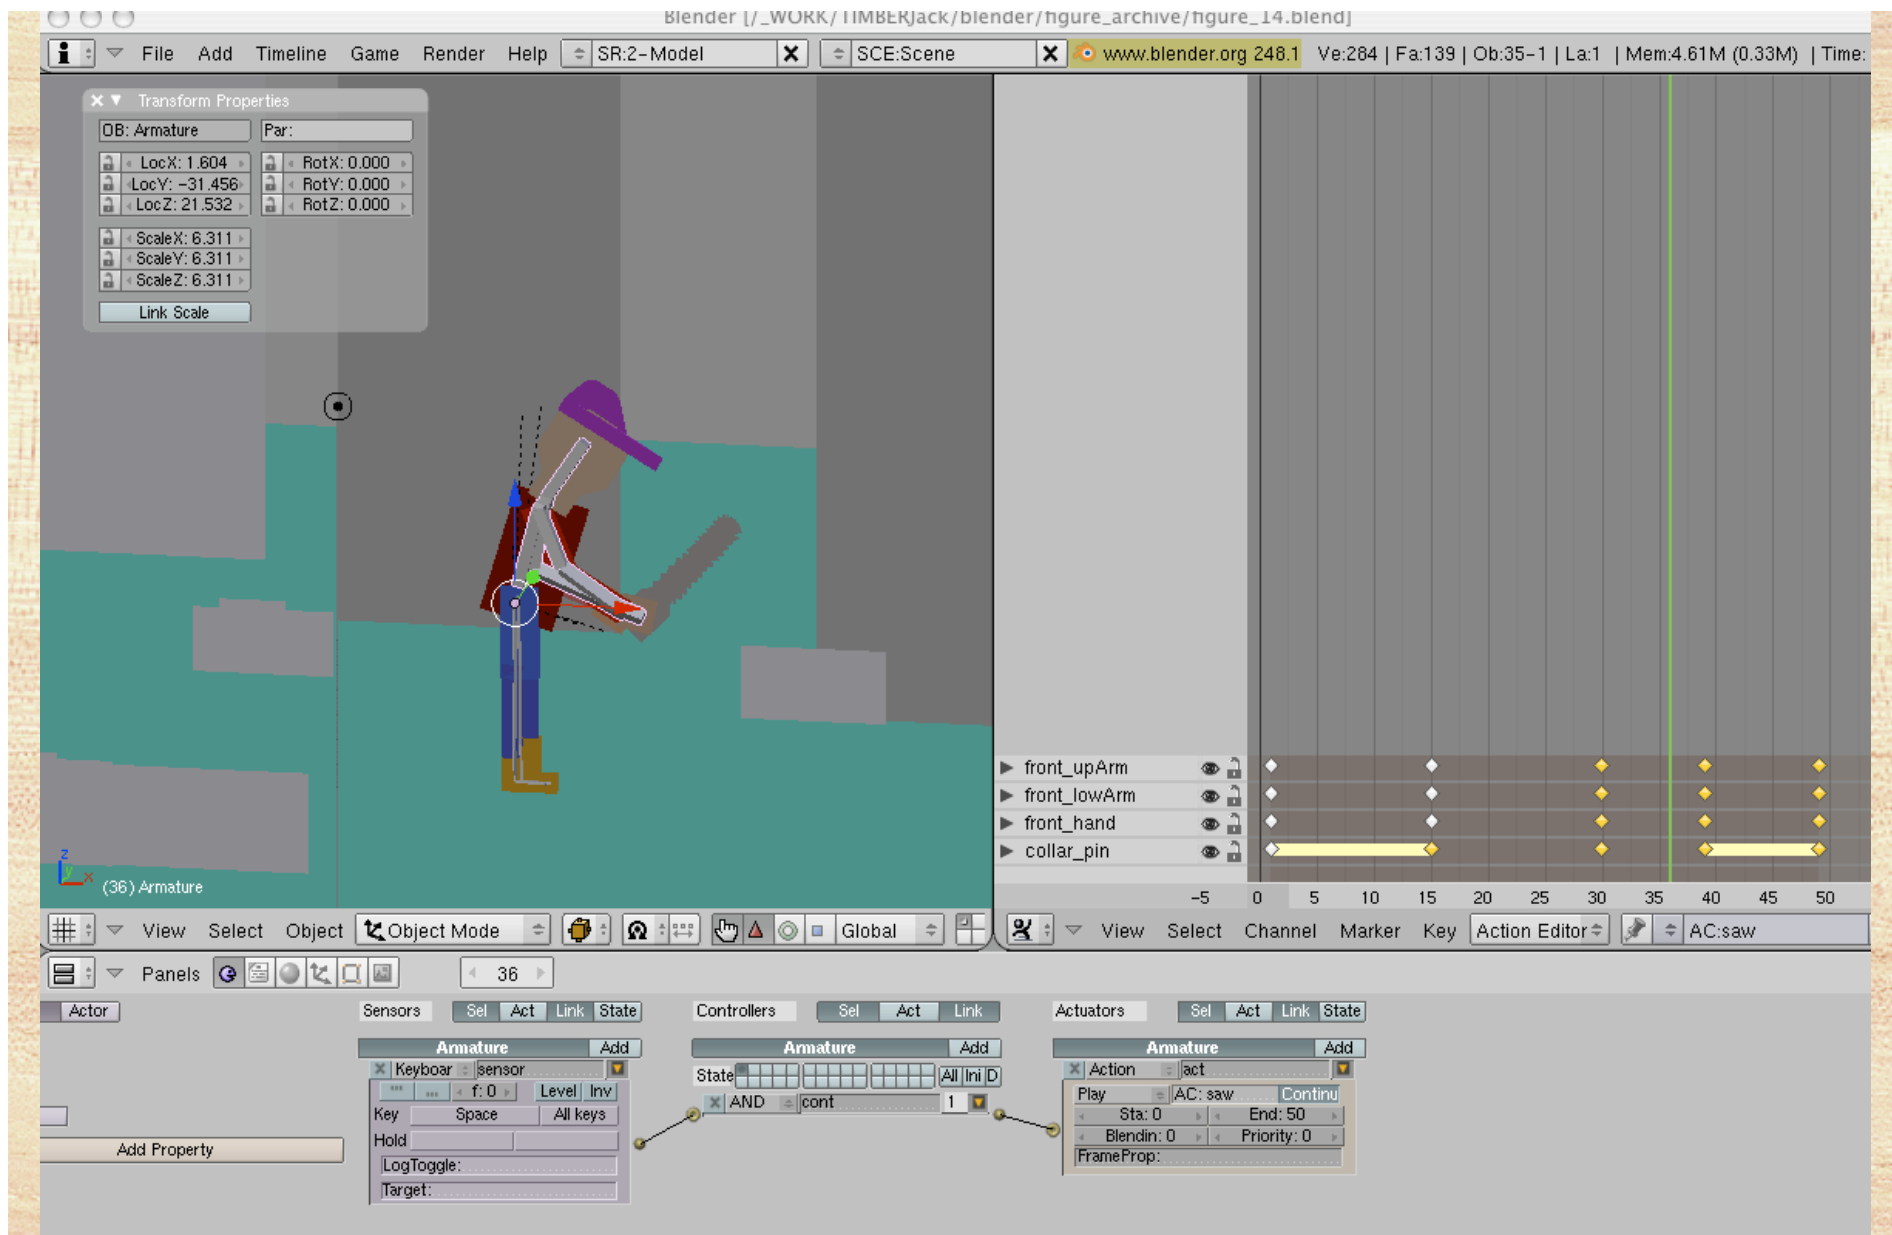 Blender [/_WORK/TIMBERJack/blender/figure_archive/figure_14.blend]
File Add Timeline Game Render Help SR:2-Model X SCE:Scene X www.blender.org 248.1 Ve:284 | Fa:139 | Ob:35-1 | La:1 | Mem:4.61M (0.33M) | Time:
Transform Properties
OB: Armature Par:
LocX: 1.604 RotX: 0.000
LocY: -31.456 RotY: 0.000
LocZ: 21.532 RotZ: 0.000
ScaleX: 6.311
ScaleY: 6.311
ScaleZ: 6.311
Link Scale
front_upArm
front_lowArm
front_hand
collar_pin
z
y x
(36) Armature
-5 0 5 10 15 20 25 30 35 40 45 50
View Select Object Object Mode Global
View Select Channel Marker Key Action Editor AC:saw
Panels 36
Actor
Sensors Sel Act Link State Controllers Sel Act Link Actuators Sel Act Link State
Armature Add Armature Add Armature Add
X Keyboar sensor State All Ini D X Action act
f: 0 Level Inv X AND cont 1 Play AC: saw Continu
Key Space All keys Sta: 0 End: 50
Hold Blendin: 0 Priority: 0
Add Property
LogToggle: FrameProp:
Target: